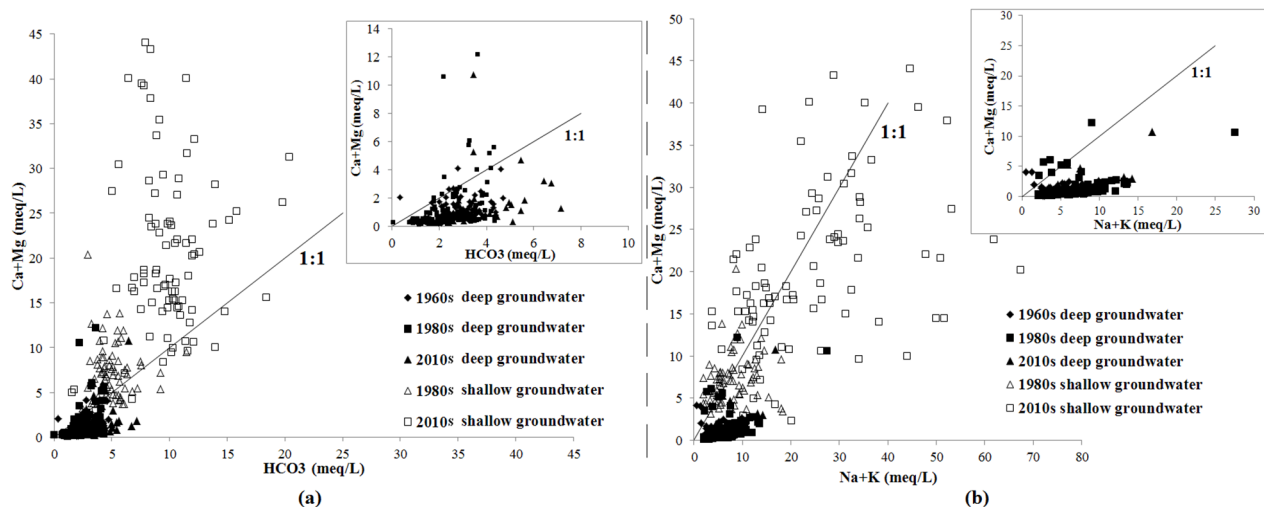 45
40
35
30
25
20
15
10
5
0
Ca+Mg (meq/L)
0 5 10 15 20 25 30 35 40 45
HCO3 (meq/L)
1:1
14
12
10
8
6
4
2
0
Ca+Mg (meq/L)
0 2 4 6 8 10
HCO3 (meq/L)
1:1
1960s deep groundwater
1980s deep groundwater
2010s deep groundwater
1980s shallow groundwater
2010s shallow groundwater
(a)
50
45
40
35
30
25
20
15
10
5
0
Ca+Mg (meq/L)
0 10 20 30 40 50 60 70 80
Na+K (meq/L)
1:1
30
25
20
15
10
5
0
Ca+Mg (meq/L)
0 5 10 15 20 25 30
Na+K (meq/L)
1:1
1960s deep groundwater
1980s deep groundwater
2010s deep groundwater
1980s shallow groundwater
2010s shallow groundwater
(b)